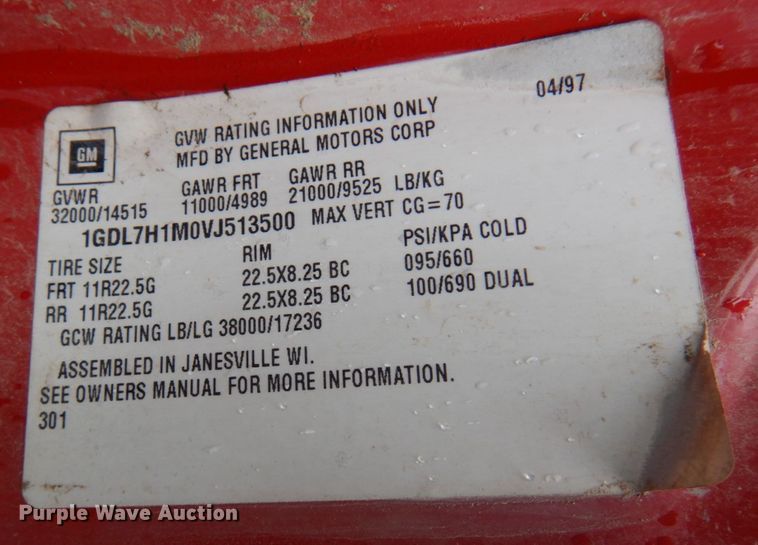 04/97
GM
GVW RATING INFORMATION ONLY
MFD BY GENERAL MOTORS CORP
GVWR GAWR FRT GAWR RR
32000/14515 11000/4989 21000/9525 LB/KG
1GDL7H1M0VJ513500 MAX VERT CG=70
TIRE SIZE RIM PSI/KPA COLD
FRT 11R22.5G 22.5X8.25 BC 095/660
RR 11R22.5G 22.5X8.25 BC 100/690 DUAL
GCW RATING LB/LG 38000/17236
ASSEMBLED IN JANESVILLE WI.
SEE OWNERS MANUAL FOR MORE INFORMATION.
301
Purple Wave Auction